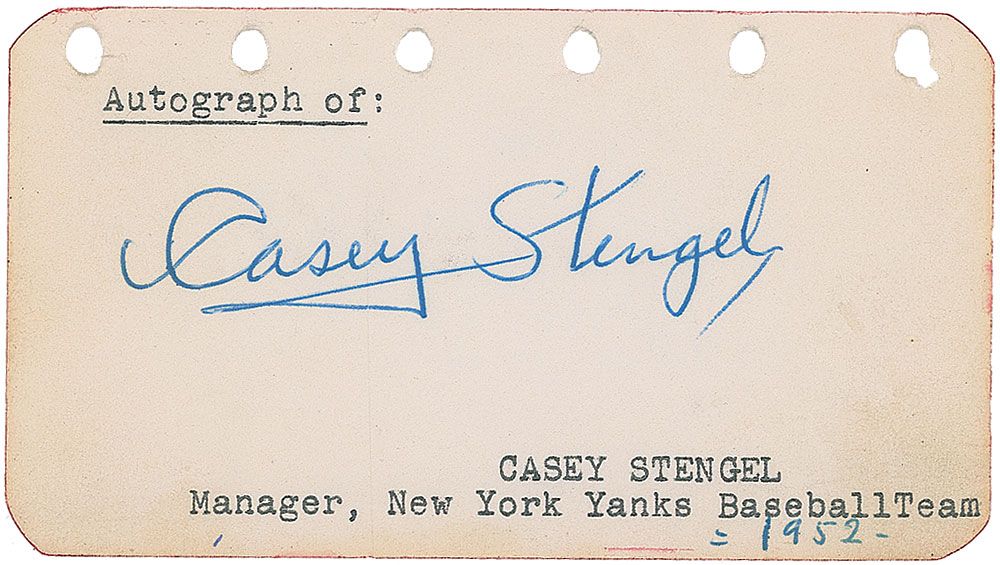 Autograph of:
Casey Stengel
CASEY STENGEL
Manager, New York Yanks BaseballTeam
= 1952-